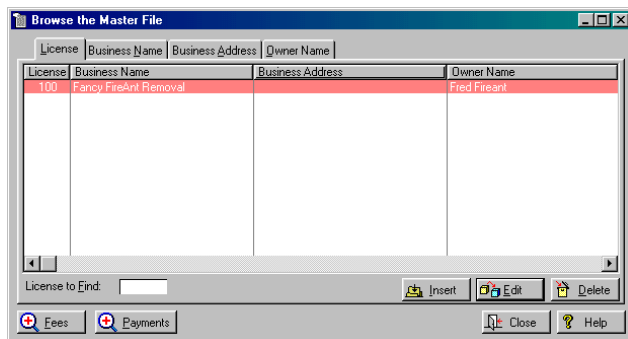 Browse the Master File
License Business Name Business Address Owner Name
License Business Name Business Address Owner Name
100 Fancy FireAnt Removal Fred Fireant
License to Find:
Insert Edit Delete
Fees Payments Close Help